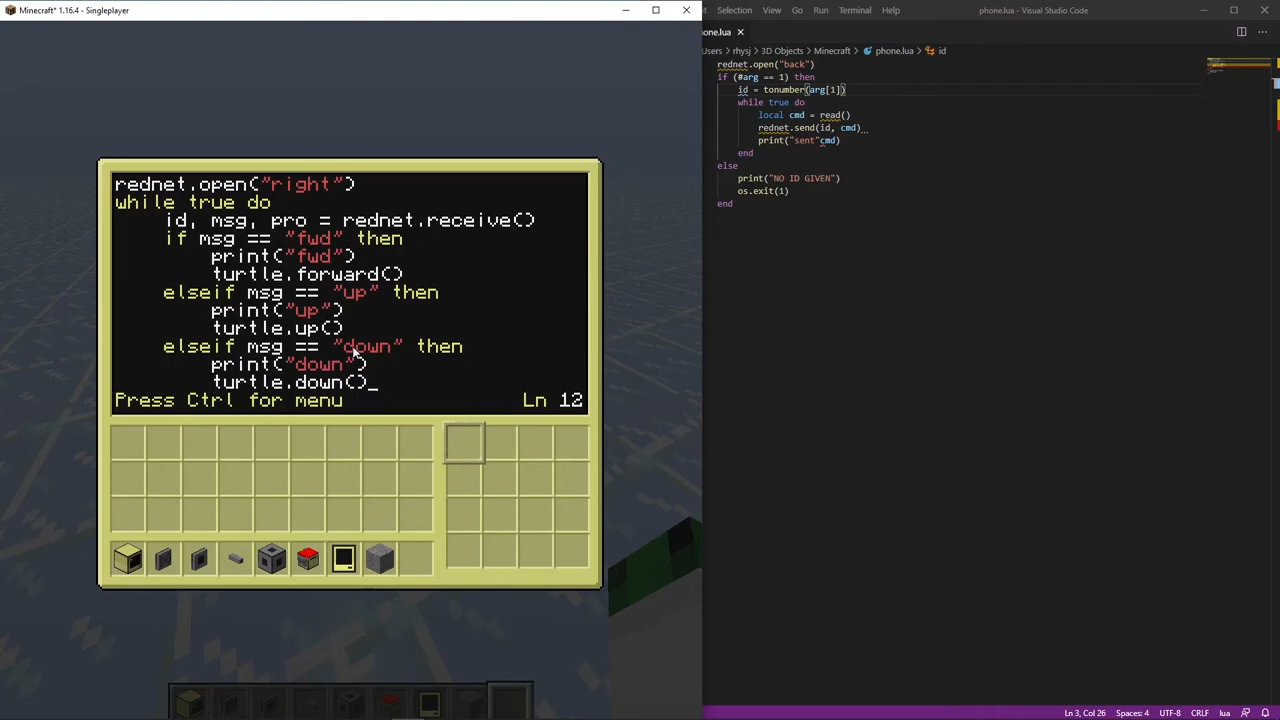 Minecraft* 1.16.4 - Singleplayer
rednet.open("right")
while true do
id, msg, pro = rednet.receive()
if msg == "fwd" then
print("fwd")
turtle.forward()
elseif msg == "up" then
print("up")
turtle.up()
elseif msg == "down" then
print("down")
turtle.down()_
Press Ctrl for menu
Ln 12
Selection View Go Run Terminal Help
phone.lua - Visual Studio Code
one.lua
Users > rhysj > 3D Objects > Minecraft > phone.lua > id
rednet.open("back")
if (#arg == 1) then
id = tonumber(arg[1])
while true do
local cmd = read()
rednet.send(id, cmd)
print("sent"cmd)
end
else
print("NO ID GIVEN")
os.exit(1)
end
Ln 3, Col 26 Spaces: 4 UTF-8 CRLF lua